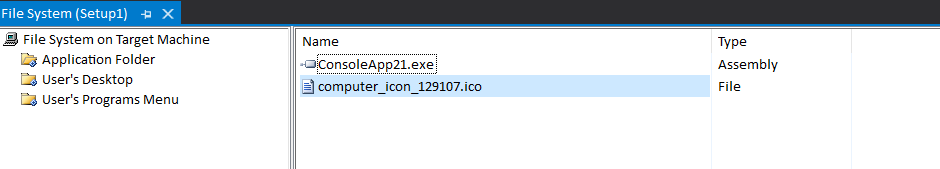 File System (Setup1)
File System on Target Machine
Application Folder
User's Desktop
User's Programs Menu
Name Type
ConsoleApp21.exe Assembly
computer_icon_129107.ico File